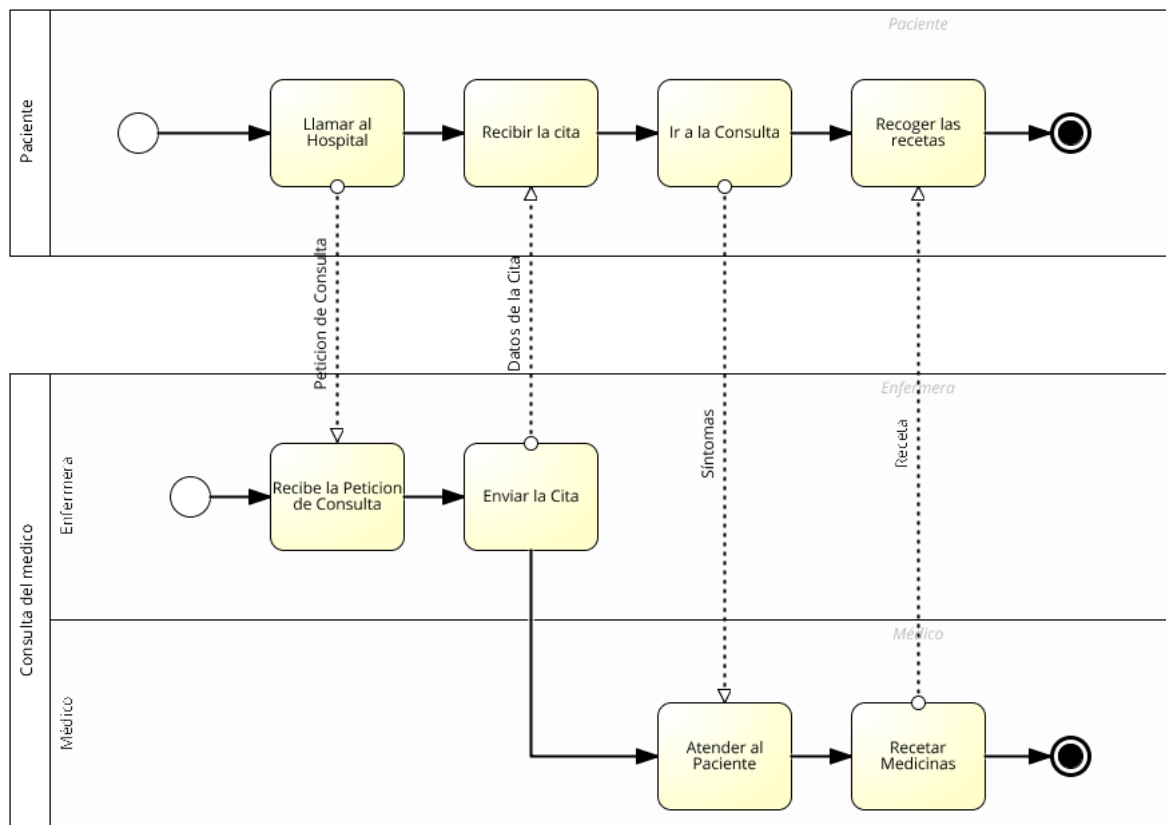 Paciente
Paciente
Llamar al
Hospital
Recibir la cita
Ir a la Consulta
Recoger las
recetas
Peticion de Consulta
Datos de la Cita
Síntomas
Receta
Consulta del medico
Enfermera
Enfermera
Recibe la Peticion
de Consulta
Enviar la Cita
Médico
Médico
Atender al
Paciente
Recetar
Medicinas